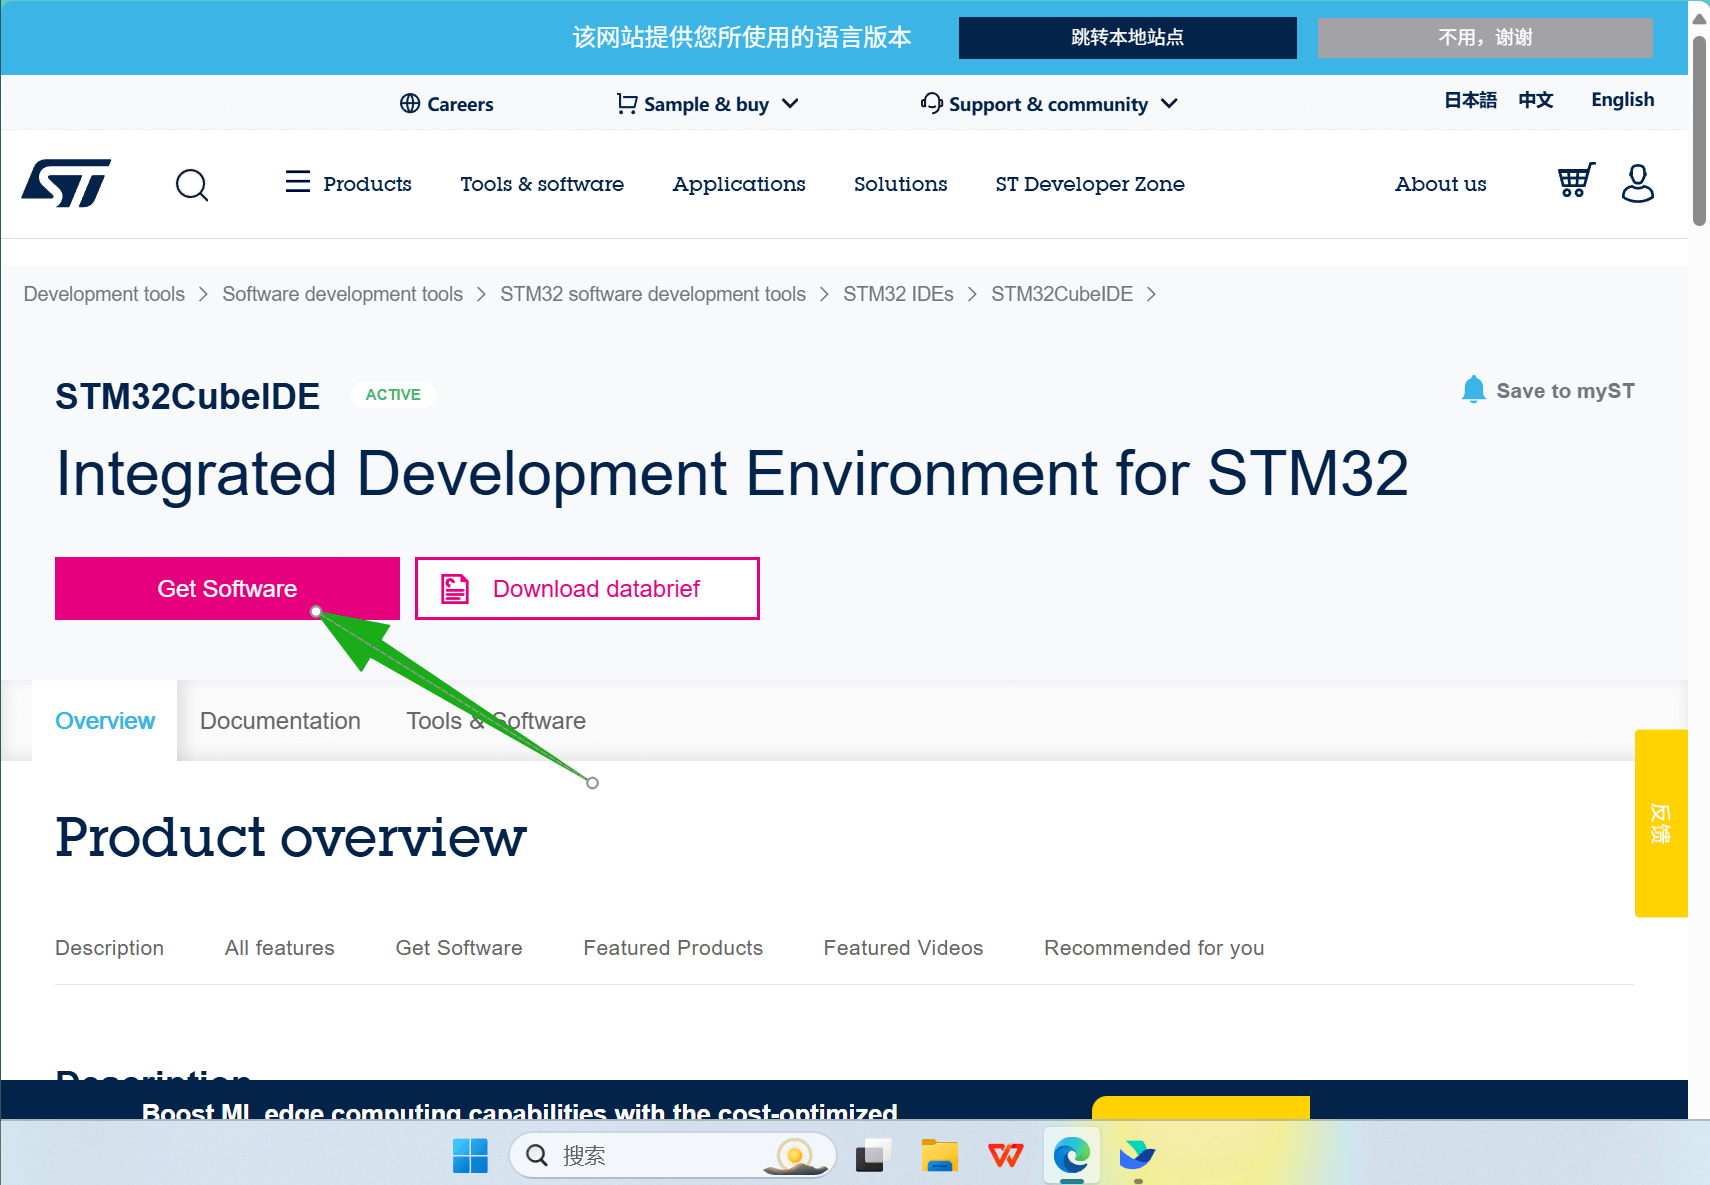 该网站提供您所使用的语言版本
跳转本地站点
不用，谢谢
Careers
Sample & buy
Support & community
日本語 中文 English
ST
Products
Tools & software
Applications
Solutions
ST Developer Zone
About us
Development tools
Software development tools
STM32 software development tools
STM32 IDEs
STM32CubeIDE
STM32CubeIDE
ACTIVE
Save to myST
Integrated Development Environment for STM32
Get Software
Download databrief
Overview
Documentation
Tools & Software
反馈
Product overview
Description
All features
Get Software
Featured Products
Featured Videos
Recommended for you
Description
Boost ML edge computing capabilities with the cost-optimized
搜索